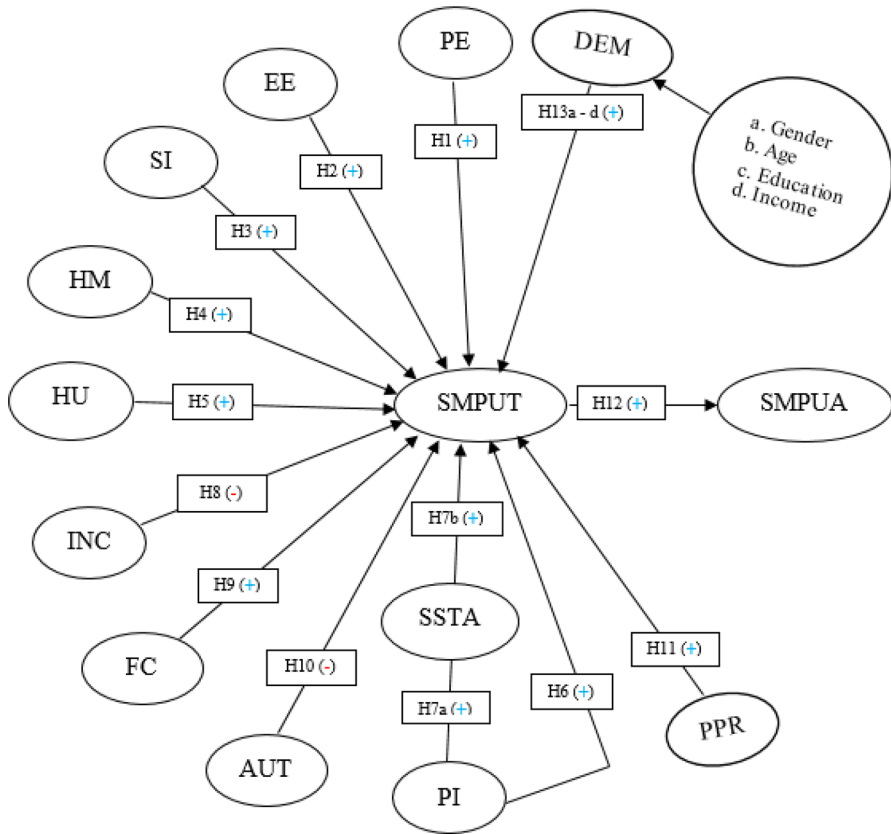 PE
DEM
EE
H13a - d (+)
a. Gender
b. Age
c. Education
d. Income
H1 (+)
SI
H2 (+)
H3 (+)
HM
H4 (+)
HU
H5 (+)
SMPUT
H12 (+)
SMPUA
H8 (-)
INC
H7b (+)
H9 (+)
SSTA
FC
H10 (-)
H11 (+)
H7a (+)
H6 (+)
PPR
AUT
PI